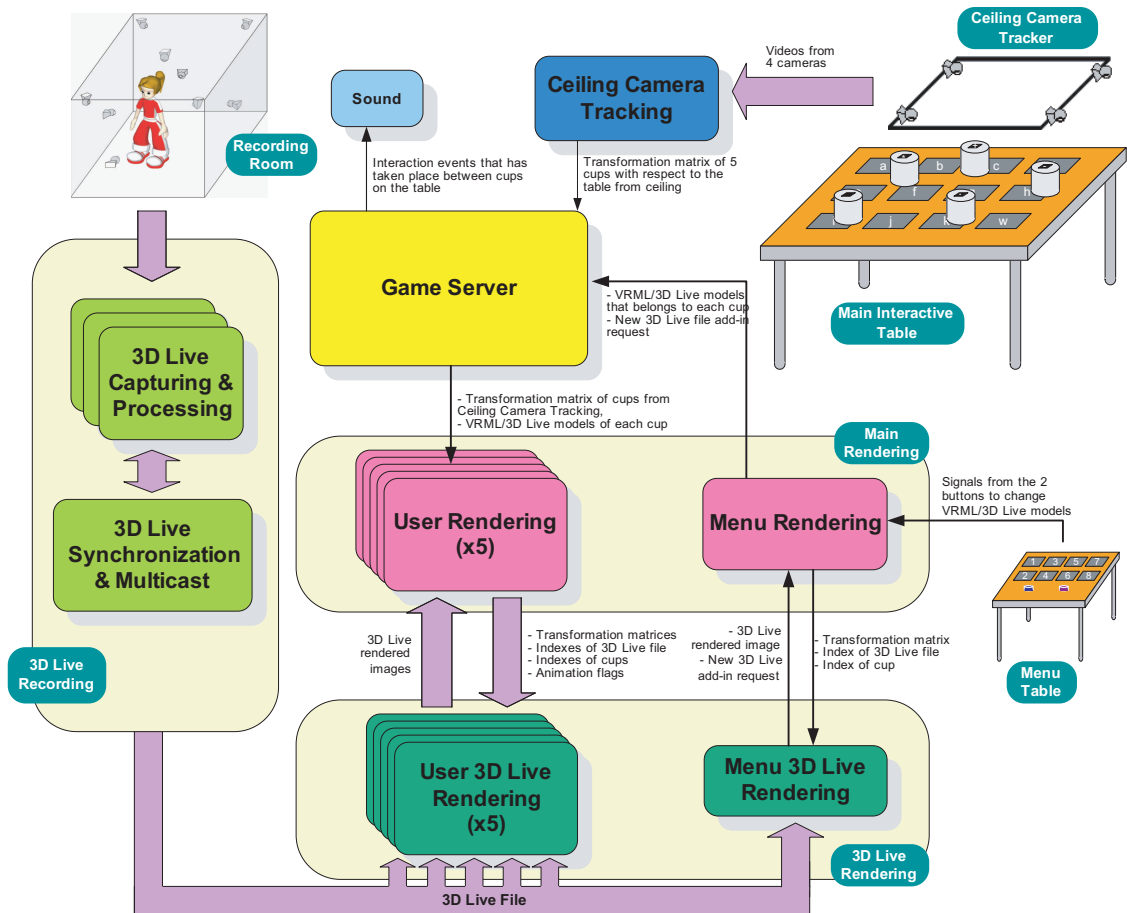 Ceiling Camera
Tracker
Videos from
4 cameras
Ceiling Camera
Tracking
Sound
Recording
Room
Interaction events that has
taken place between cups
on the table
Transformation matrix of 5
cups with respect to the
table from ceiling
a
b
c
f
h
i
j
k
w
Main Interactive
Table
Game Server
- VRML/3D Live models
that belongs to each cup
- New 3D Live file add-in
request
3D Live
Capturing &
Processing
- Transformation matrix of cups from
Ceiling Camera Tracking,
- VRML/3D Live models of each cup
Main
Rendering
3D Live
Synchronization
& Multicast
User Rendering
(x5)
Menu Rendering
Signals from the 2
buttons to change
VRML/3D Live models
1 3 5 7
2 4 6 8
Menu
Table
3D Live
Recording
3D Live
rendered
images
- Transformation matrices
- Indexes of 3D Live file
- Indexes of cups
- Animation flags
- 3D Live
rendered image
- New 3D Live
add-in request
- Transformation matrix
- Index of 3D Live file
- Index of cup
User 3D Live
Rendering
(x5)
Menu 3D Live
Rendering
3D Live
Rendering
3D Live File